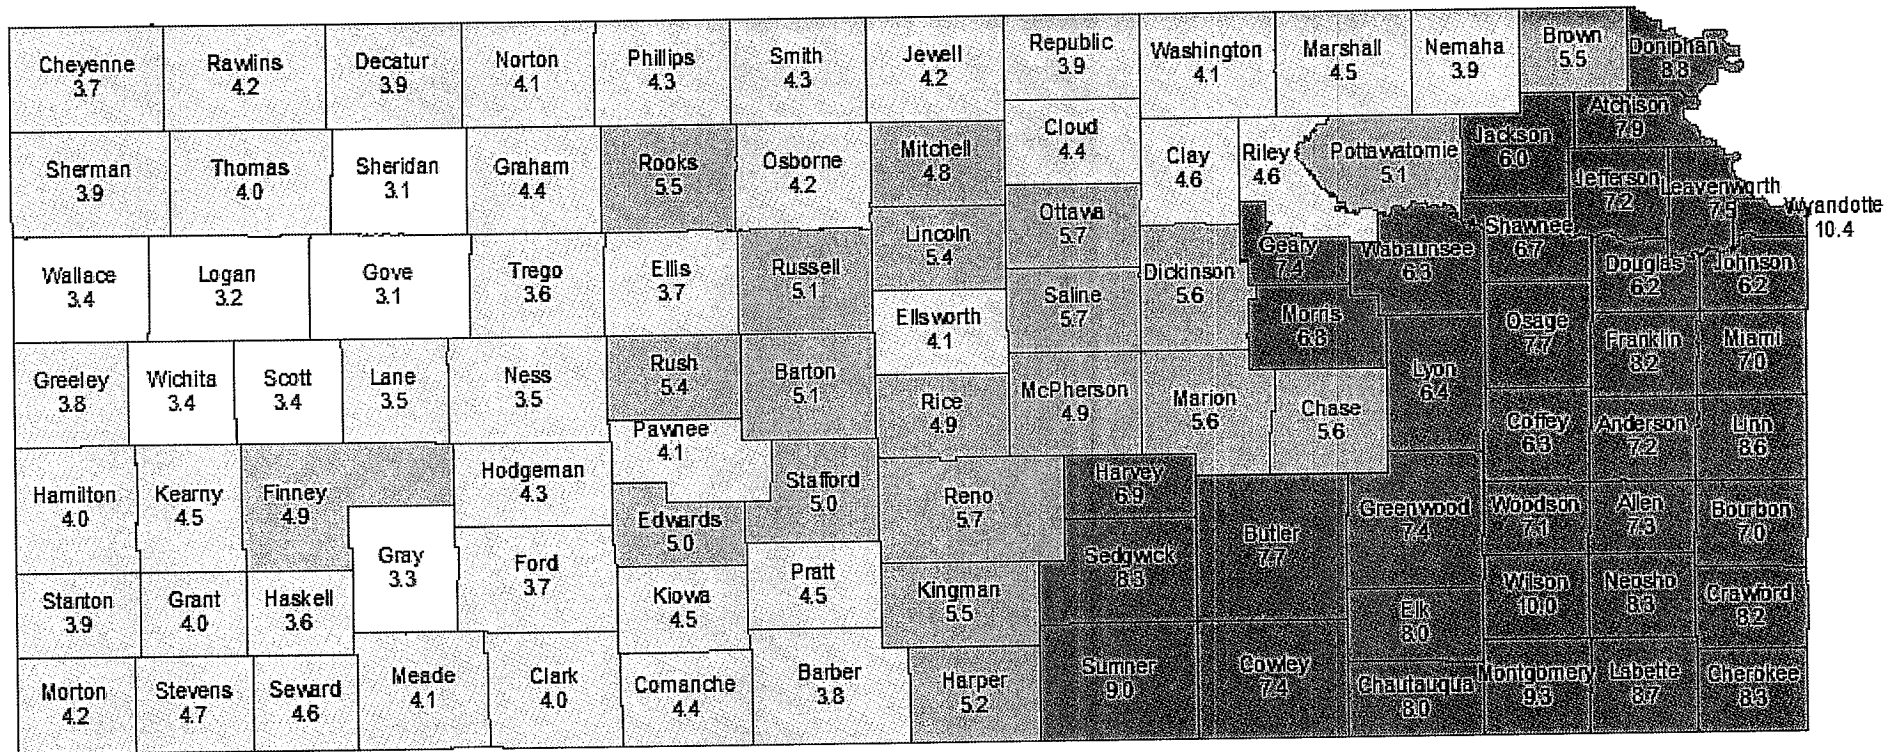 Cheyenne
3.7
Rawlins
4.2
Decatur
3.9
Norton
4.1
Phillips
4.3
Smith
4.3
Jewell
4.2
Republic
3.9
Washington
4.1
Marshall
4.5
Nemaha
3.9
Brown
5.5
Doniphan
8.8
Atchison
7.9
Sherman
3.9
Thomas
4.0
Sheridan
3.1
Graham
4.4
Rooks
5.5
Osborne
4.2
Mitchell
4.8
Cloud
4.4
Clay
4.6
Riley
4.6
Pottawatomie
5.1
Jackson
6.0
Jefferson
7.2
Leavenworth
Wyandotte
10.4
Lincoln
5.4
Ottawa
5.7
Wallace
3.4
Logan
3.2
Gove
3.1
Trego
3.6
Ellis
3.7
Russell
5.1
Ellsworth
4.1
Saline
5.7
Dickinson
5.6
Geary
7.4
Wabaunsee
6.3
Shawnee
6.7
Douglas
6.2
Johnson
6.2
Morris
6.8
Osage
7.7
Franklin
8.2
Miami
7.0
Greeley
3.8
Wichita
3.4
Scott
3.4
Lane
3.5
Ness
3.5
Rush
5.4
Barton
5.1
Rice
4.9
McPherson
4.9
Marion
5.6
Chase
5.6
Lyon
6.4
Coffey
6.3
Anderson
7.2
Linn
8.6
Pawnee
4.1
Hamilton
4.0
Kearny
4.5
Finney
4.9
Hodgeman
4.3
Edwards
5.0
Stafford
5.0
Reno
5.7
Harvey
6.9
Greenwood
7.4
Woodson
7.1
Allen
7.3
Bourbon
7.0
Gray
3.3
Ford
3.7
Kiowa
4.5
Pratt
4.5
Kingman
5.5
Sedgwick
8.3
Butler
7.7
Elk
8.0
Wilson
10.0
Neosho
8.3
Crawford
8.2
Stanton
3.9
Grant
4.0
Haskell
3.6
Morton
4.2
Stevens
4.7
Seward
4.6
Meade
4.1
Clark
4.0
Comanche
4.4
Barber
3.8
Harper
5.2
Sumner
9.0
Cowley
7.4
Chautauqua
8.0
Montgomery
9.3
Labette
8.7
Cherokee
8.3